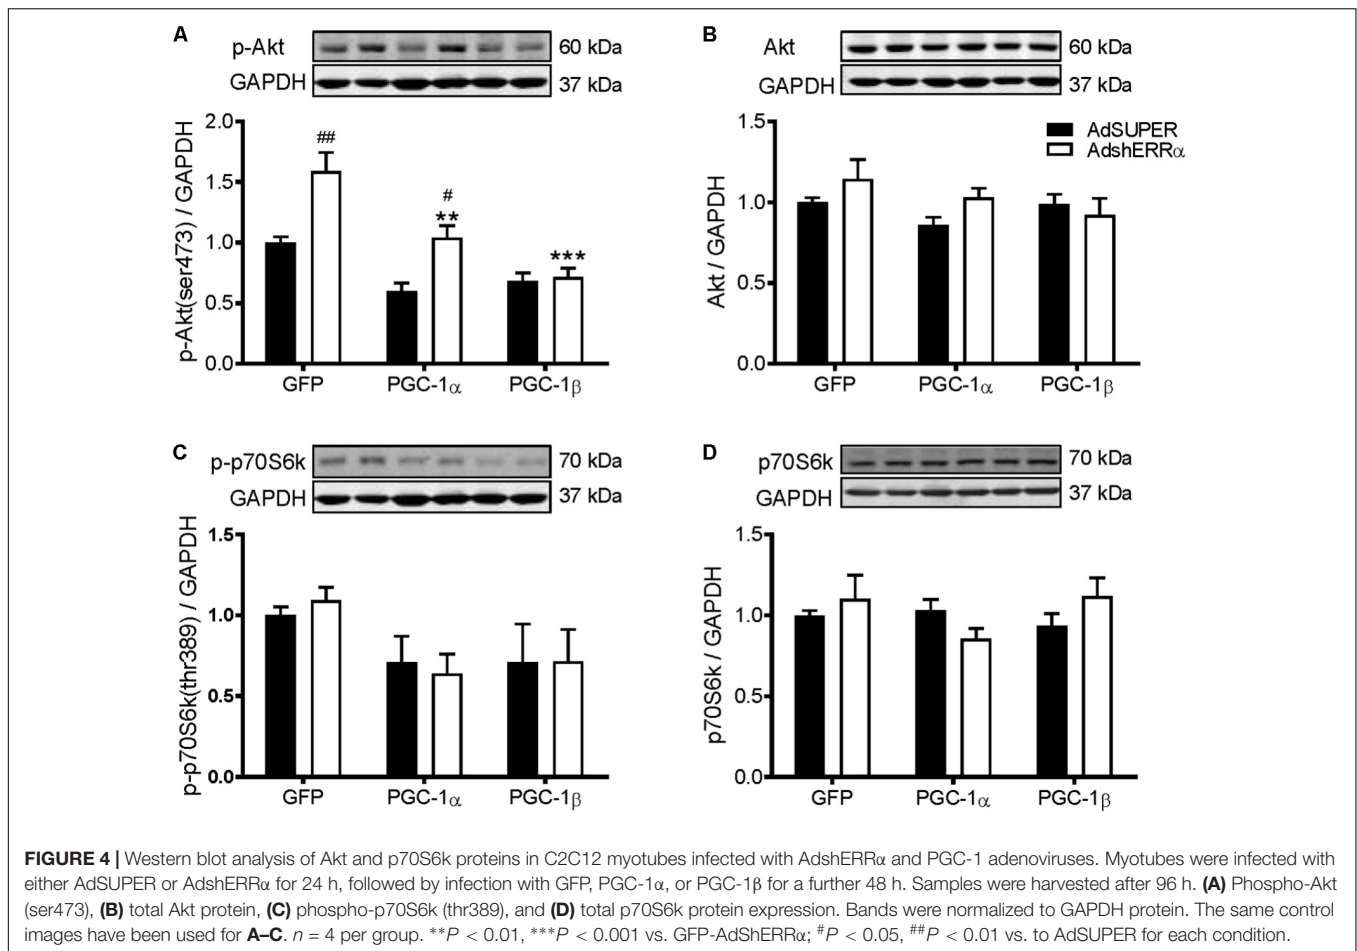 A
p-Akt
60 kDa
GAPDH
37 kDa
p-Akt(ser473) / GAPDH
2.0
1.5
1.0
0.5
0.0
##
#
**
***
GFP
PGC-1α
PGC-1β
B
Akt
60 kDa
GAPDH
37 kDa
Akt / GAPDH
1.5
1.0
0.5
0.0
AdSUPER
AdshERRα
GFP
PGC-1α
PGC-1β
C
p-p70S6k
70 kDa
GAPDH
37 kDa
p-p70S6k(thr389) / GAPDH
1.5
1.0
0.5
0.0
GFP
PGC-1α
PGC-1β
D
p70S6k
70 kDa
GAPDH
37 kDa
p70S6k / GAPDH
1.5
1.0
0.5
0.0
GFP
PGC-1α
PGC-1β
FIGURE 4 | Western blot analysis of Akt and p70S6k proteins in C2C12 myotubes infected with AdshERRα and PGC-1 adenoviruses. Myotubes were infected with
either AdSUPER or AdshERRα for 24 h, followed by infection with GFP, PGC-1α, or PGC-1β for a further 48 h. Samples were harvested after 96 h. (A) Phospho-Akt
(ser473), (B) total Akt protein, (C) phospho-p70S6k (thr389), and (D) total p70S6k protein expression. Bands were normalized to GAPDH protein. The same control
images have been used for A–C. n = 4 per group. **P < 0.01, ***P < 0.001 vs. GFP-AdShERRα; #P < 0.05, ##P < 0.01 vs. to AdSUPER for each condition.